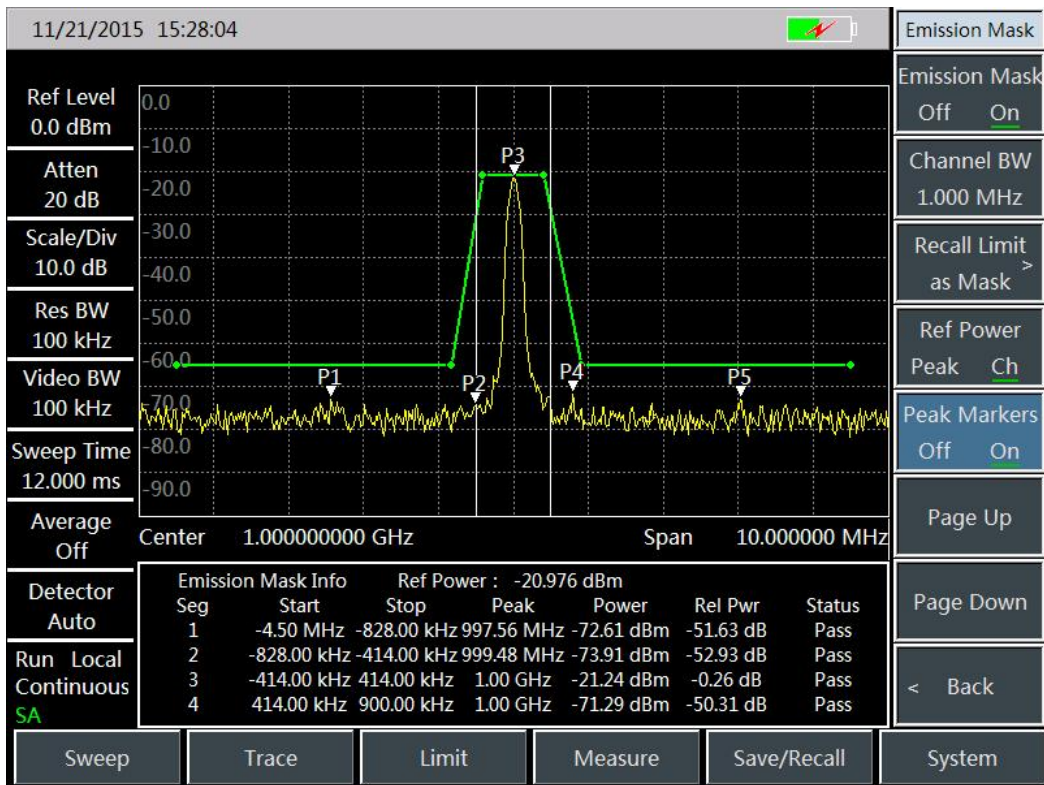 11/21/2015 15:28:04
Emission Mask
Ref Level
0.0 dBm
Atten
20 dB
Scale/Div
10.0 dB
Res BW
100 kHz
Video BW
100 kHz
Sweep Time
12.000 ms
Average
Off
Detector
Auto
Run Local
Continuous
SA
0.0
-10.0
-20.0
-30.0
-40.0
-50.0
-60.0
-70.0
-80.0
-90.0
P1
P2
P3
P4
P5
Center 1.000000000 GHz Span 10.000000 MHz
Emission Mask Info Ref Power : -20.976 dBm
Seg Start Stop Peak Power Rel Pwr Status
1 -4.50 MHz -828.00 kHz 997.56 MHz -72.61 dBm -51.63 dB Pass
2 -828.00 kHz -414.00 kHz 999.48 MHz -73.91 dBm -52.93 dB Pass
3 -414.00 kHz 414.00 kHz 1.00 GHz -21.24 dBm -0.26 dB Pass
4 414.00 kHz 900.00 kHz 1.00 GHz -71.29 dBm -50.31 dB Pass
Emission Mask
Off On
Channel BW
1.000 MHz
Recall Limit
as Mask >
Ref Power
Peak Ch
Peak Markers
Off On
Page Up
Page Down
< Back
Sweep Trace Limit Measure Save/Recall System